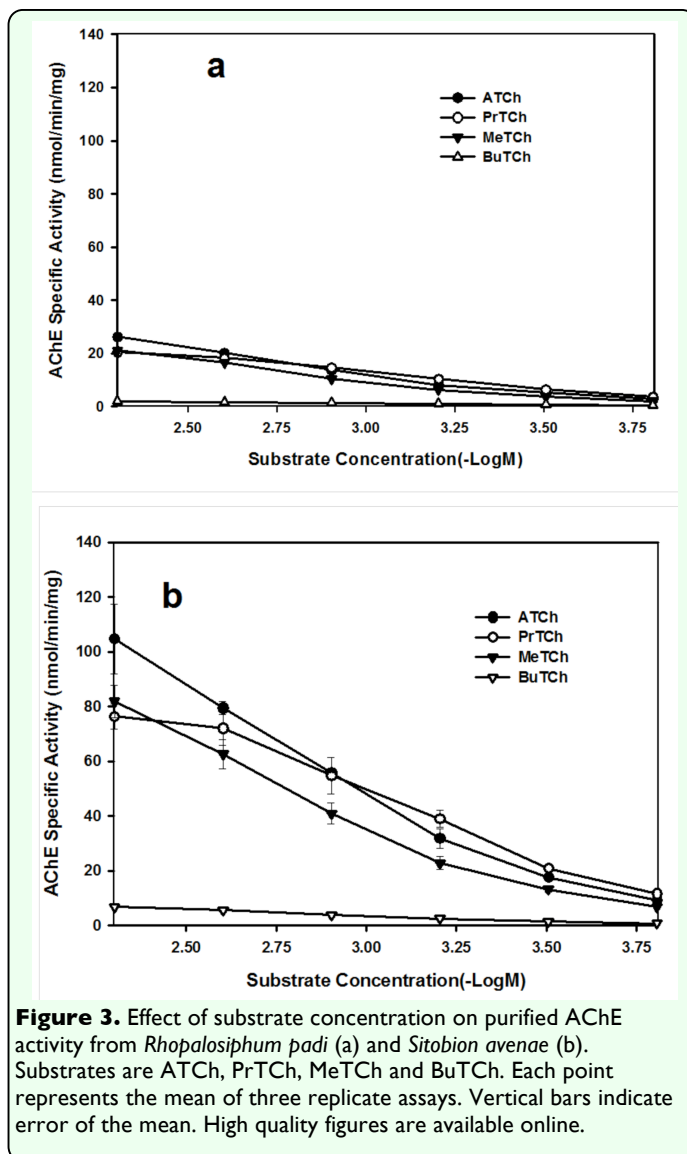 a
140
120
100
80
60
40
20
0
AChE Specific Activity (nmol/min/mg)
ATCh
PrTCh
MeTCh
BuTCh
2.50 2.75 3.00 3.25 3.50 3.75
Substrate Concentration(-LogM)
b
140
120
100
80
60
40
20
0
AChE Specific Activity (nmol/min/mg)
ATCh
PrTCh
MeTCh
BuTCh
2.50 2.75 3.00 3.25 3.50 3.75
Substrate Concentration(-LogM)
Figure 3. Effect of substrate concentration on purified AChE
activity from Rhopalosiphum padi (a) and Sitobion avenae (b).
Substrates are ATCh, PrTCh, MeTCh and BuTCh. Each point
represents the mean of three replicate assays. Vertical bars indicate
error of the mean. High quality figures are available online.